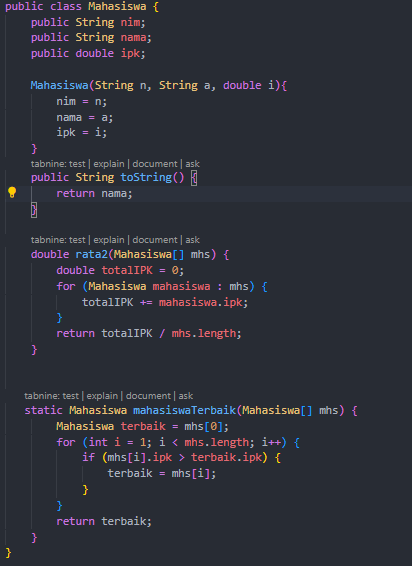 public class Mahasiswa {
public String nim;
public String nama;
public double ipk;
Mahasiswa(String n, String a, double i){
nim = n;
nama = a;
ipk = i;
}
tabnine: test | explain | document | ask
public String toString() {
return nama;
}
tabnine: test | explain | document | ask
double rata2(Mahasiswa[] mhs) {
double totalIPK = 0;
for (Mahasiswa mahasiswa : mhs) {
totalIPK += mahasiswa.ipk;
}
return totalIPK / mhs.length;
}
tabnine: test | explain | document | ask
static Mahasiswa mahasiswaTerbaik(Mahasiswa[] mhs) {
Mahasiswa terbaik = mhs[0];
for (int i = 1; i < mhs.length; i++) {
if (mhs[i].ipk > terbaik.ipk) {
terbaik = mhs[i];
}
}
return terbaik;
}
}